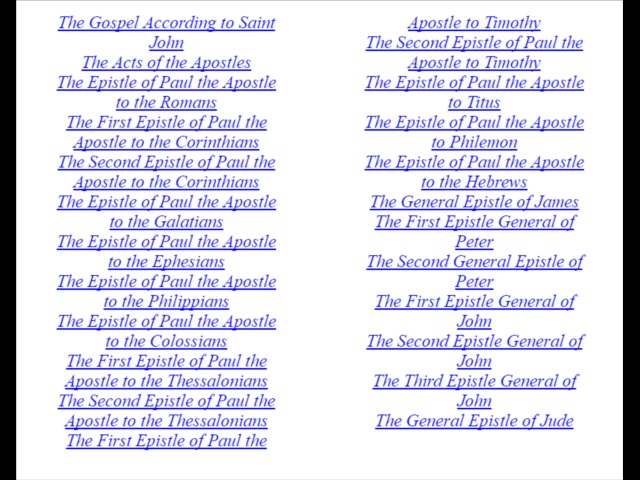 The Gospel According to Saint
John
The Acts of the Apostles
The Epistle of Paul the Apostle
to the Romans
The First Epistle of Paul the
Apostle to the Corinthians
The Second Epistle of Paul the
Apostle to the Corinthians
The Epistle of Paul the Apostle
to the Galatians
The Epistle of Paul the Apostle
to the Ephesians
The Epistle of Paul the Apostle
to the Philippians
The Epistle of Paul the Apostle
to the Colossians
The First Epistle of Paul the
Apostle to the Thessalonians
The Second Epistle of Paul the
Apostle to the Thessalonians
The First Epistle of Paul the
Apostle to Timothy
The Second Epistle of Paul the
Apostle to Timothy
The Epistle of Paul the Apostle
to Titus
The Epistle of Paul the Apostle
to Philemon
The Epistle of Paul the Apostle
to the Hebrews
The General Epistle of James
The First Epistle General of
Peter
The Second General Epistle of
Peter
The First Epistle General of
John
The Second Epistle General of
John
The Third Epistle General of
John
The General Epistle of Jude